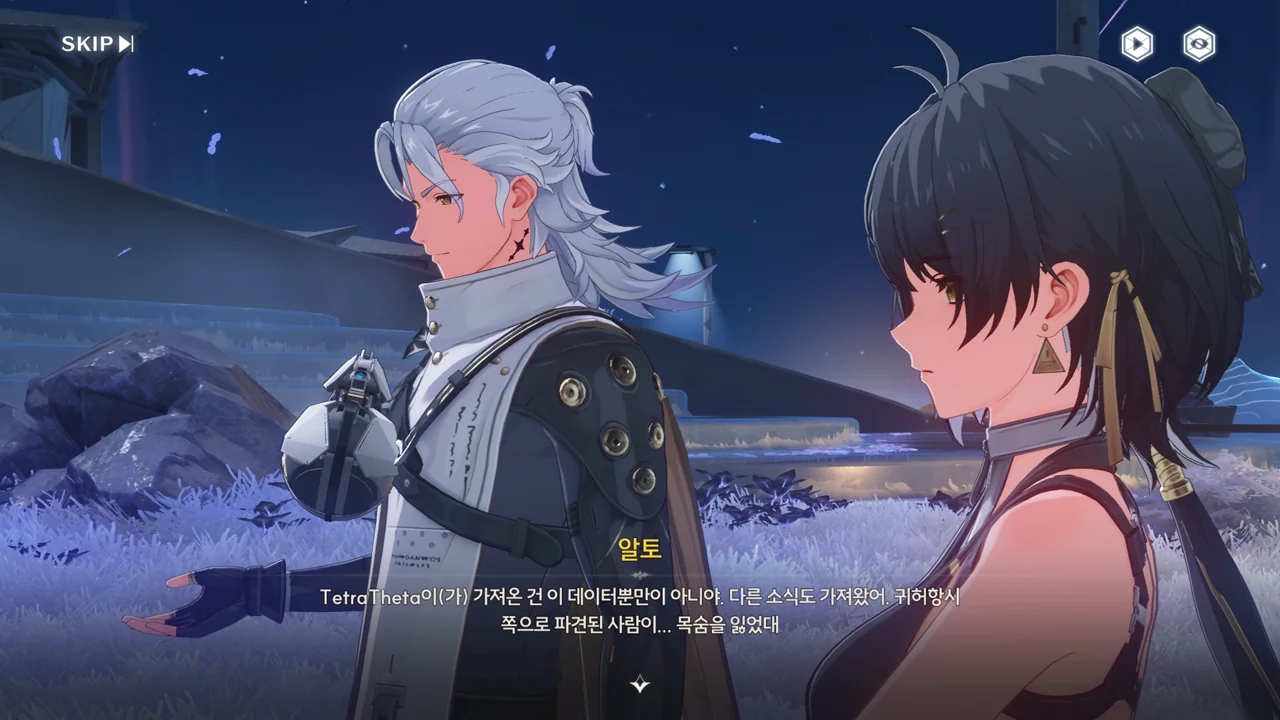 SKIP
알토
TetraTheta이(가) 가져온 건 이 데이터뿐만이 아니야. 다른 소식도 가져왔어. 귀허항시
쪽으로 파견된 사람이... 목숨을 잃었대